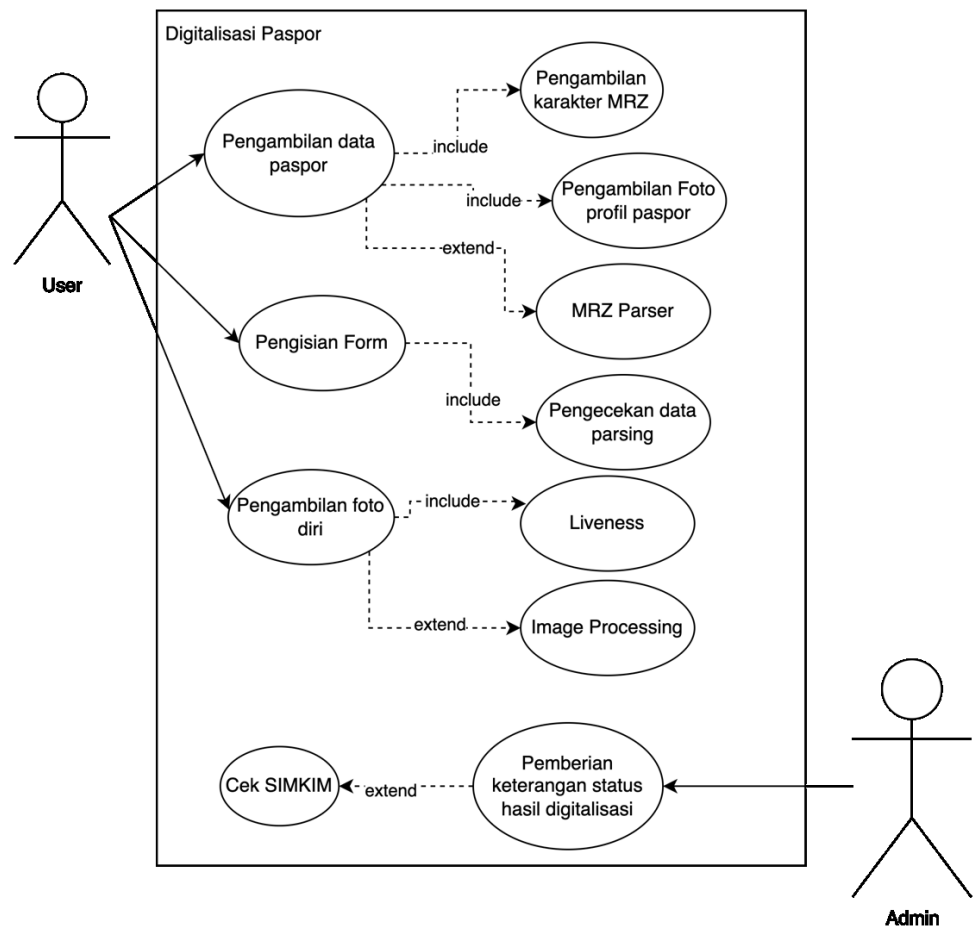 Digitalisasi Paspor
Pengambilan
karakter MRZ
Pengambilan data
paspor
include
Pengambilan Foto
profil paspor
include
extend
User
MRZ Parser
Pengisian Form
include
Pengecekan data
parsing
Pengambilan foto
diri
include
Liveness
extend
Image Processing
Pemberian
keterangan status
hasil digitalisasi
Cek SIMKIM
extend
Admin